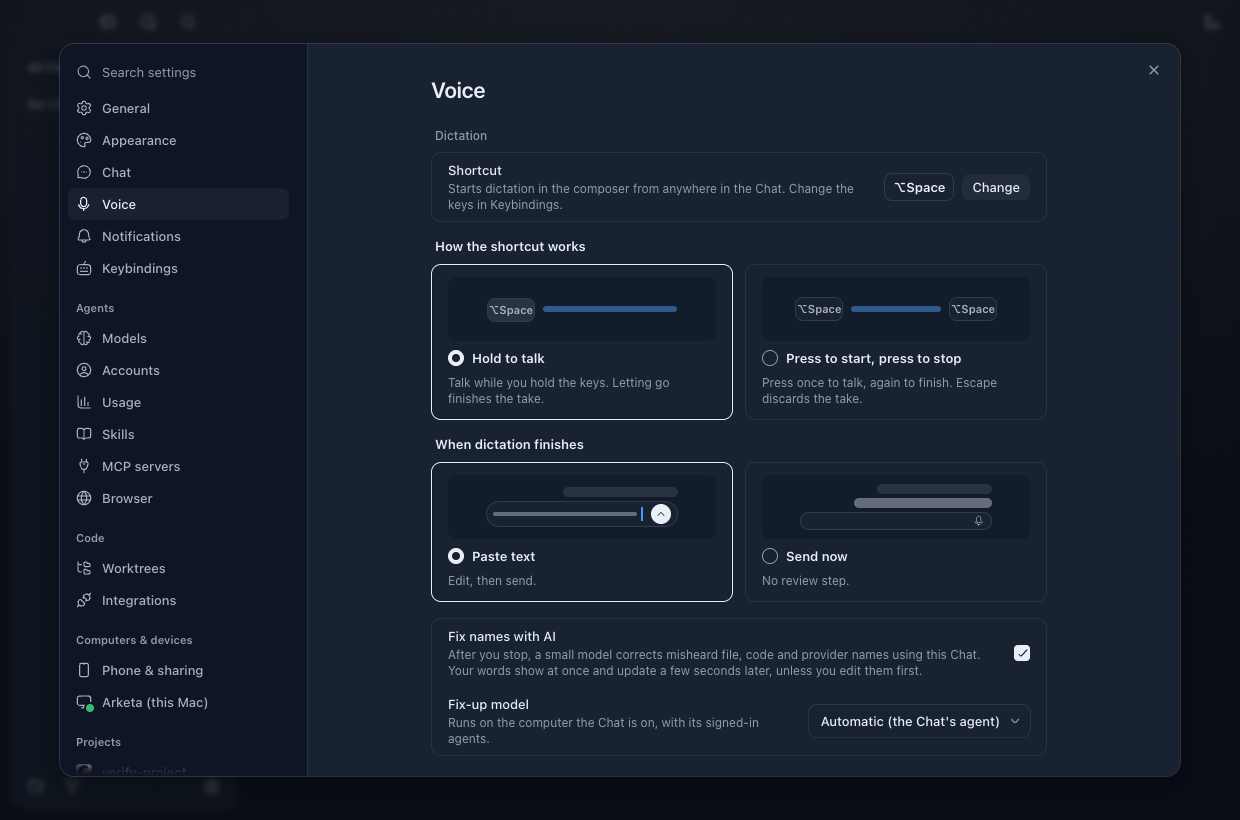 Search settings
General
Appearance
Chat
Voice
Notifications
Keybindings
Agents
Models
Accounts
Usage
Skills
MCP servers
Browser
Code
Worktrees
Integrations
Computers & devices
Phone & sharing
Arketa (this Mac)
Projects
verify-project
Voice
Dictation
Shortcut
Starts dictation in the composer from anywhere in the Chat. Change the
keys in Keybindings.
⌥Space
Change
How the shortcut works
⌥Space
Hold to talk
Talk while you hold the keys. Letting go
finishes the take.
⌥Space ⌥Space
Press to start, press to stop
Press once to talk, again to finish. Escape
discards the take.
When dictation finishes
Paste text
Edit, then send.
Send now
No review step.
Fix names with AI
After you stop, a small model corrects misheard file, code and provider names using this Chat.
Your words show at once and update a few seconds later, unless you edit them first.
Fix-up model
Runs on the computer the Chat is on, with its signed-in
agents.
Automatic (the Chat's agent)